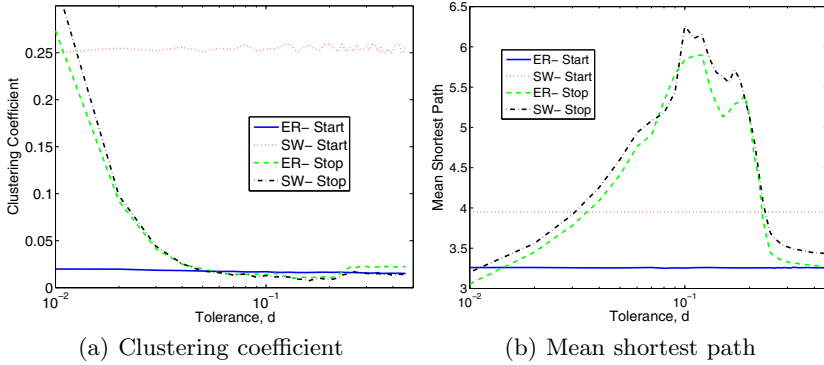 0.25
0.2
0.15
0.1
0.05
0
Clustering Coefficient
ER− Start
SW− Start
ER− Stop
SW− Stop
10⁻²
10⁻¹
Tolerance, d
(a) Clustering coefficient
6.5
6
5.5
5
4.5
4
3.5
3
Mean Shortest Path
ER− Start
SW− Start
ER− Stop
SW− Stop
10⁻²
10⁻¹
Tolerance, d
(b) Mean shortest path